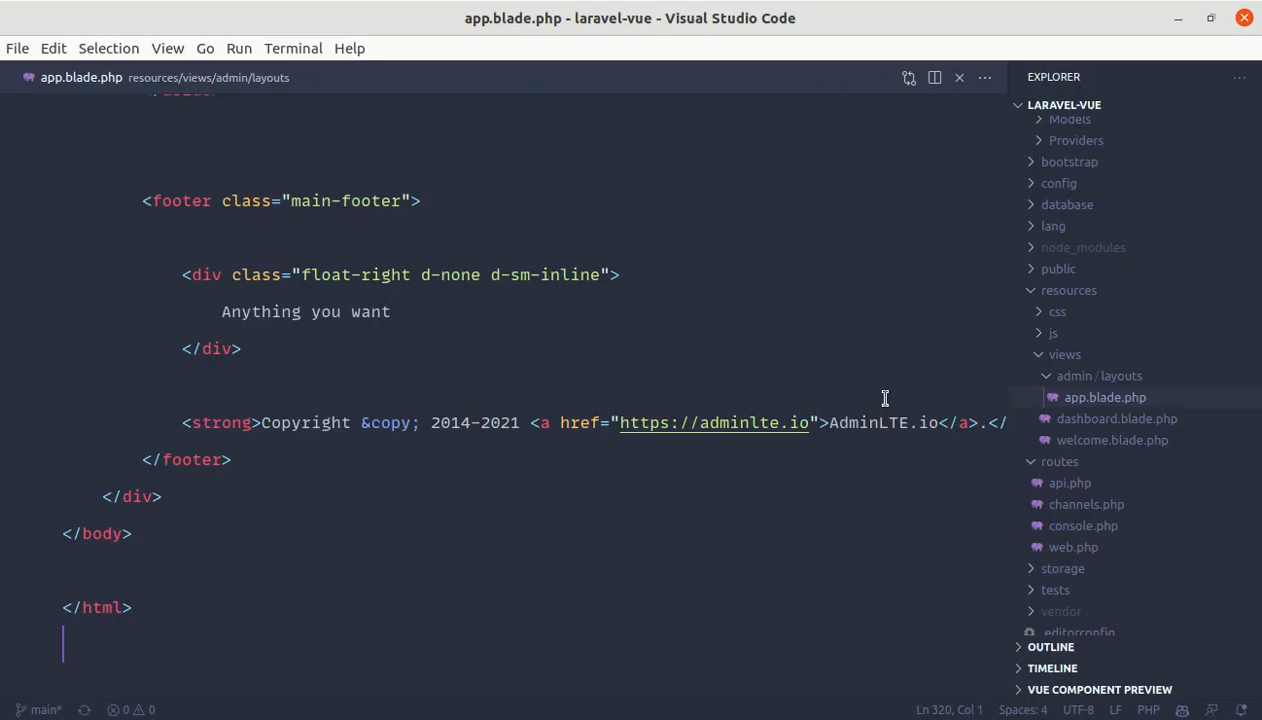 app.blade.php - laravel-vue - Visual Studio Code
File Edit Selection View Go Run Terminal Help
app.blade.php resources/views/admin/layouts
<footer class="main-footer">
<div class="float-right d-none d-sm-inline">
Anything you want
</div>
<strong>Copyright &copy; 2014-2021 <a href="https://adminlte.io">AdminLTE.io</a>.</
</footer>
</div>
</body>
</html>
EXPLORER
LARAVEL-VUE
Models
Providers
bootstrap
config
database
lang
node_modules
public
resources
css
js
views
admin / layouts
app.blade.php
dashboard.blade.php
welcome.blade.php
routes
api.php
channels.php
console.php
web.php
storage
tests
vendor
.editorconfig
OUTLINE
TIMELINE
VUE COMPONENT PREVIEW
main* 0 0 Ln 320, Col 1 Spaces: 4 UTF-8 LF PHP